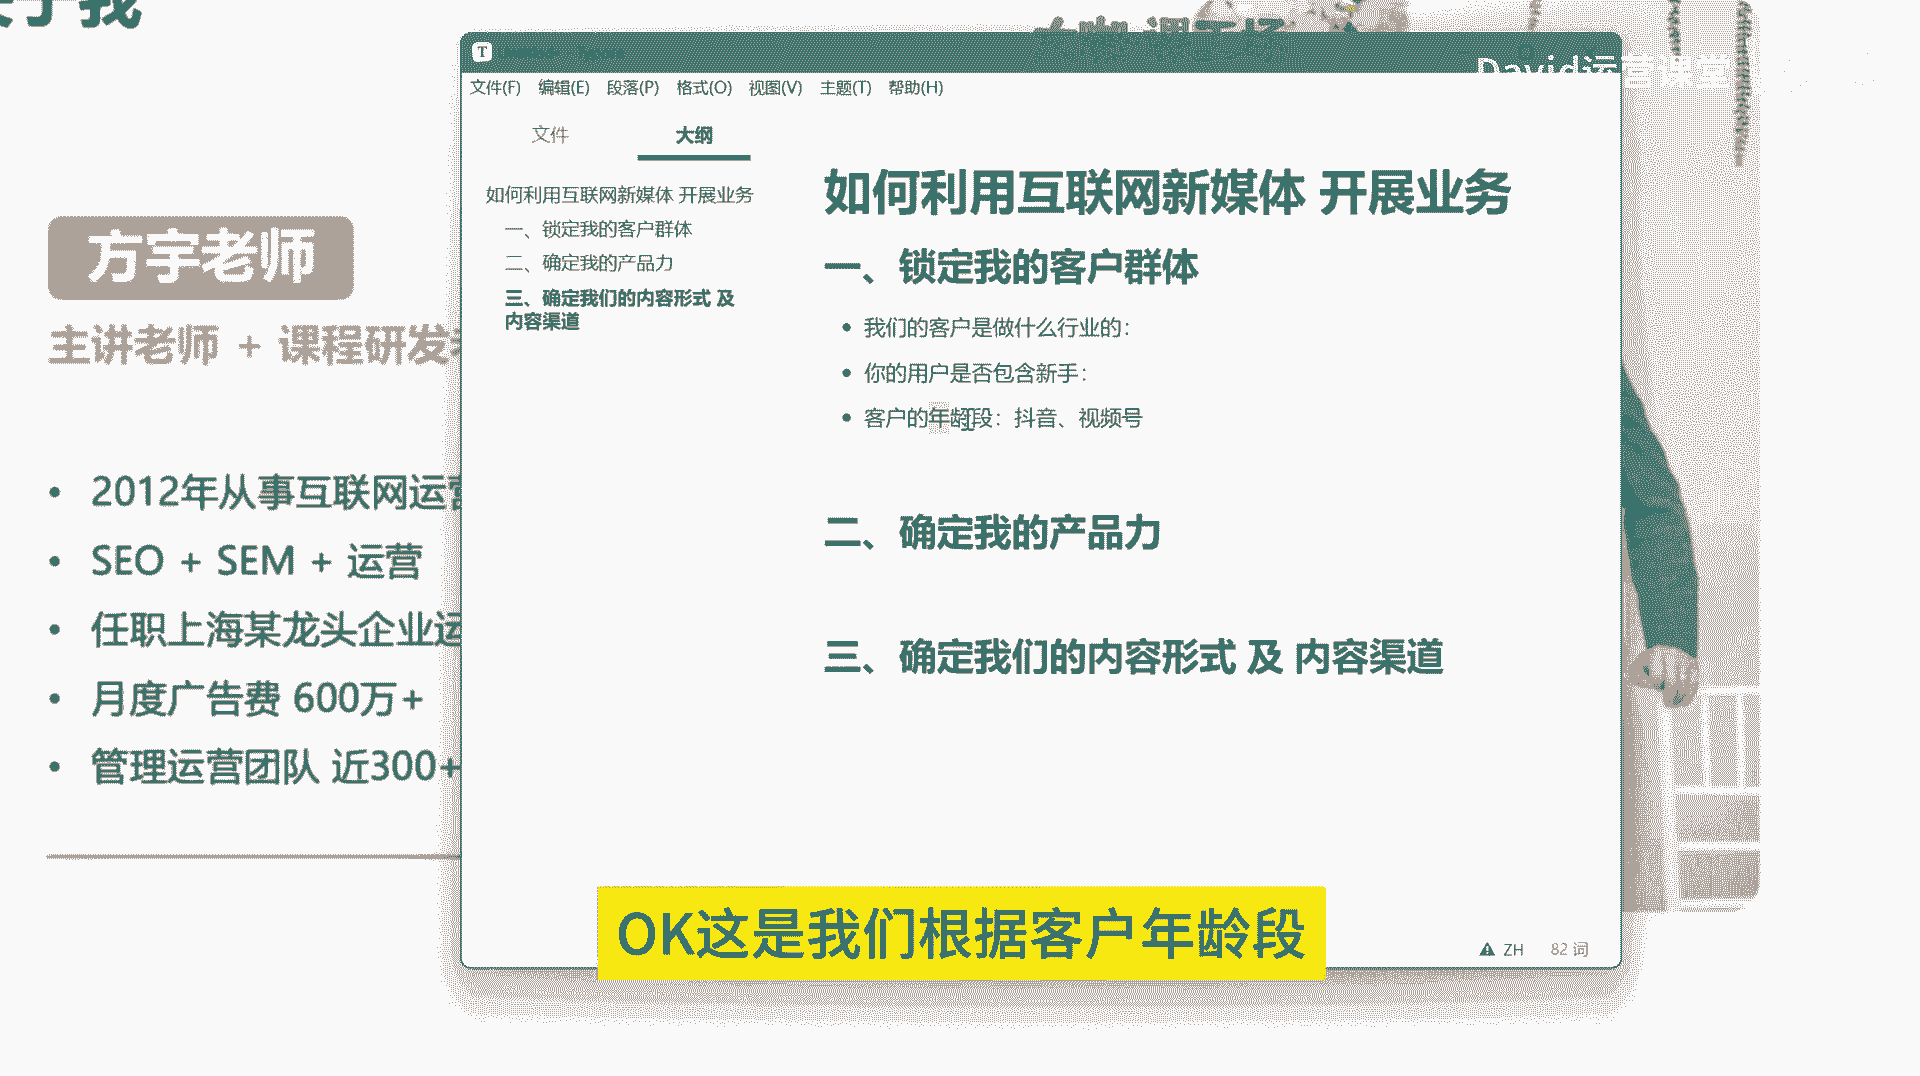 David运营课堂
T
文件(F) 编辑(E) 段落(P) 格式(O) 视图(V) 主题(T) 帮助(H)
文件 大纲
如何利用互联网新媒体 开展业务
一、锁定我的客户群体
二、确定我的产品力
三、确定我们的内容形式 及
内容渠道
如何利用互联网新媒体 开展业务
一、锁定我的客户群体
• 我们的客户是做什么行业的：
• 你的用户是否包含新手：
• 客户的年龄段：抖音、视频号
二、确定我的产品力
三、确定我们的内容形式 及 内容渠道
ZH 82 词
方宇老师
主讲老师 + 课程研发
• 2012年从事互联网运营
• SEO + SEM + 运营
• 任职上海某龙头企业运
• 月度广告费 600万+
• 管理运营团队 近300+
OK这是我们根据客户年龄段